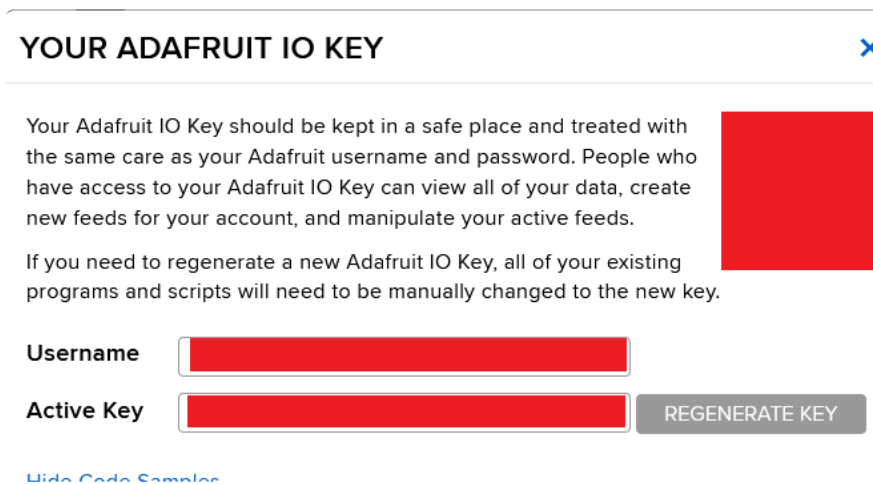 YOUR ADAFRUIT IO KEY
Your Adafruit IO Key should be kept in a safe place and treated with
the same care as your Adafruit username and password. People who
have access to your Adafruit IO Key can view all of your data, create
new feeds for your account, and manipulate your active feeds.
If you need to regenerate a new Adafruit IO Key, all of your existing
programs and scripts will need to be manually changed to the new key.
Username
Active Key
REGENERATE KEY
Hide Code Samples